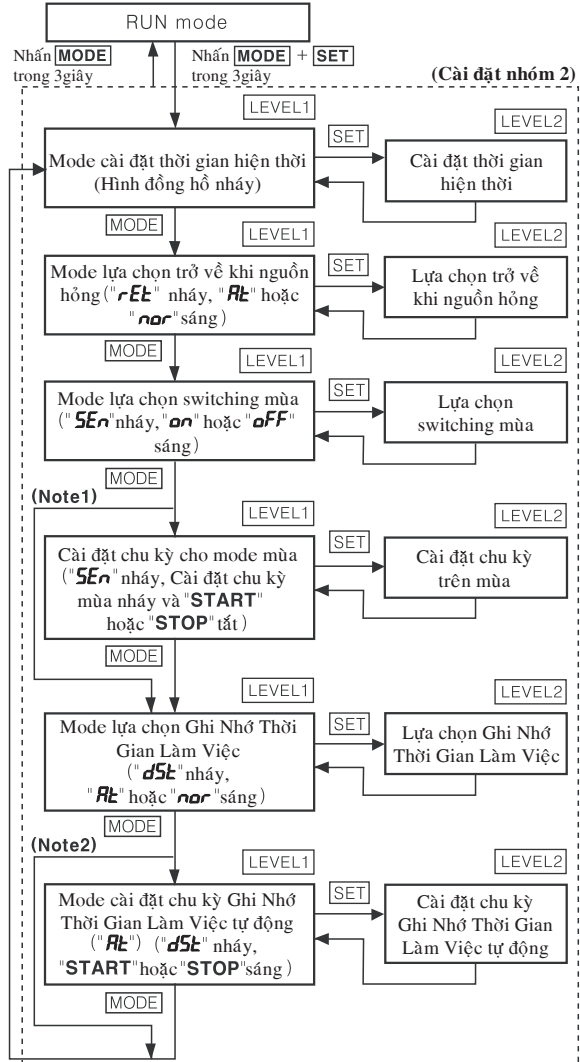 RUN mode
Nhấn MODE
trong 3giây
Nhấn MODE + SET
trong 3giây
(Cài đặt nhóm 2)
LEVEL1
Mode cài đặt thời gian hiện thời
(Hình đồng hồ nháy)
SET
LEVEL2
Cài đặt thời gian
hiện thời
MODE
LEVEL1
Mode lựa chọn trở về khi nguồn
hỏng ("rEt" nháy, "At" hoặc
"nor" sáng)
SET
LEVEL2
Lựa chọn trở về
khi nguồn hỏng
MODE
LEVEL1
Mode lựa chọn switching mùa
("SEn" nháy, "on" hoặc "oFF"
sáng)
SET
LEVEL2
Lựa chọn
switching mùa
MODE
(Note1)
LEVEL1
Cài đặt chu kỳ cho mode mùa
("SEn" nháy, Cài đặt chu kỳ
mùa nháy và "START"
hoặc "STOP" tắt)
SET
LEVEL2
Cài đặt chu kỳ
trên mùa
MODE
LEVEL1
Mode lựa chọn Ghi Nhớ Thời
Gian Làm Việc
("dSt" nháy,
"At" hoặc "nor" sáng)
SET
LEVEL2
Lựa chọn Ghi Nhớ
Thời Gian Làm Việc
MODE
(Note2)
LEVEL1
Mode cài đặt chu kỳ Ghi Nhớ
Thời Gian Làm Việc tự động
("At") ("dSt" nháy,
"START" hoặc "STOP" sáng)
SET
LEVEL2
Cài đặt chu kỳ
Ghi Nhớ Thời Gian
Làm Việc tự động
MODE